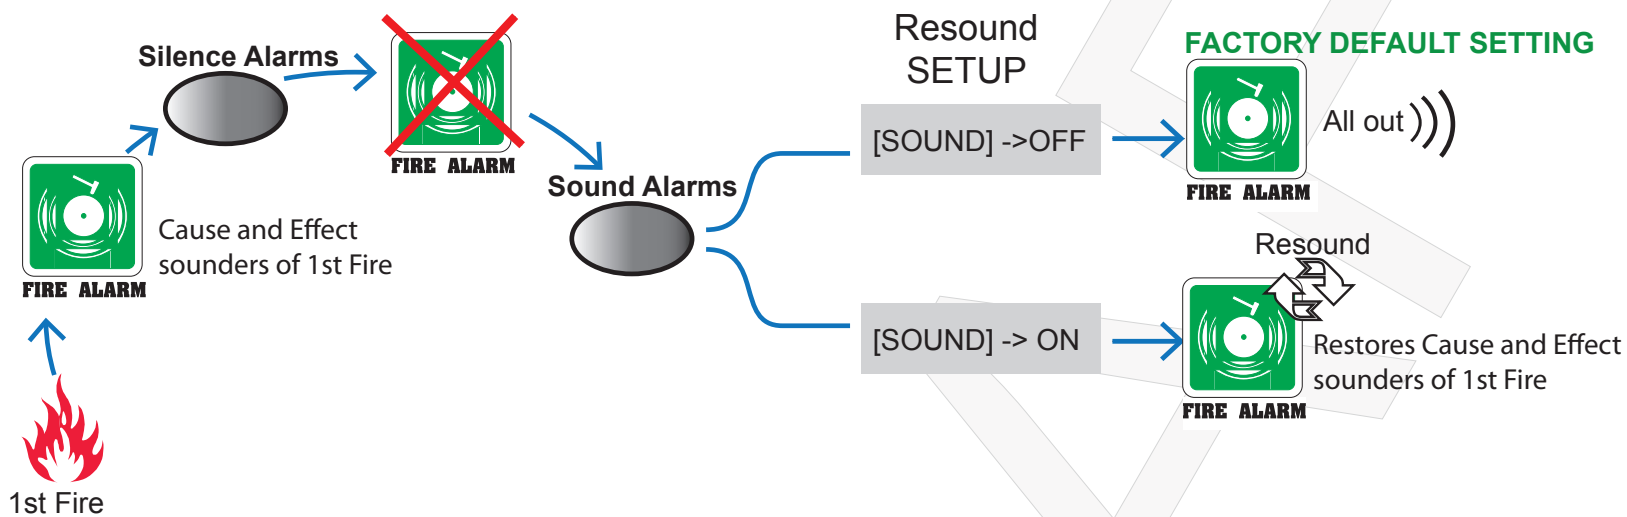 1st Fire
FIRE ALARM
Cause and Effect
sounders of 1st Fire
Silence Alarms
FIRE ALARM
Sound Alarms
Resound
SETUP
[SOUND] ->OFF
[SOUND] -> ON
FACTORY DEFAULT SETTING
All out
FIRE ALARM
Resound
Restores Cause and Effect
sounders of 1st Fire
FIRE ALARM